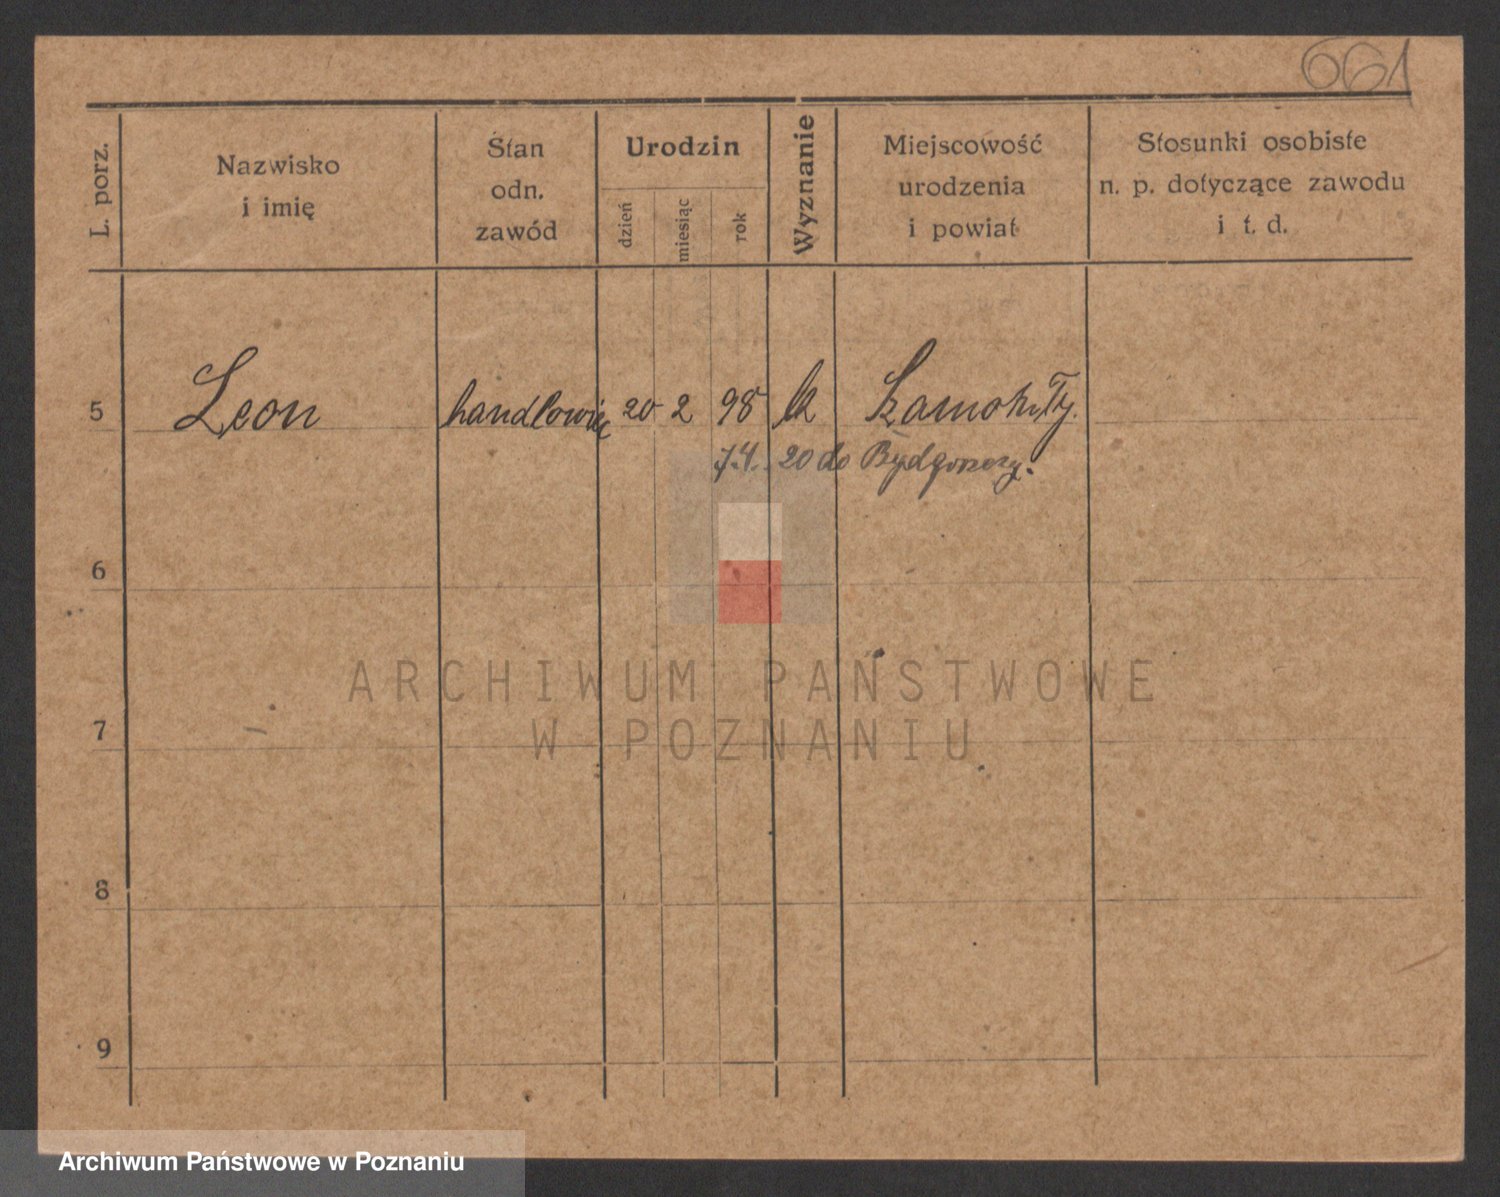 661
L. porz.
Nazwisko
i imię
Stan
odn.
zawód
Urodzin
dzień
miesiąc
rok
Wyznanie
Miejscowość
urodzenia
i powiat
Stosunki osobiste
n. p. dotyczące zawodu
i t. d.
5 Leon handlowiec 20 2 98 k Szamotuły.
7.4. 20 do Bydgoszczy.
6
7
8
9
ARCHIWUM PAŃSTWOWE
W POZNANIU
Archiwum Państwowe w Poznaniu